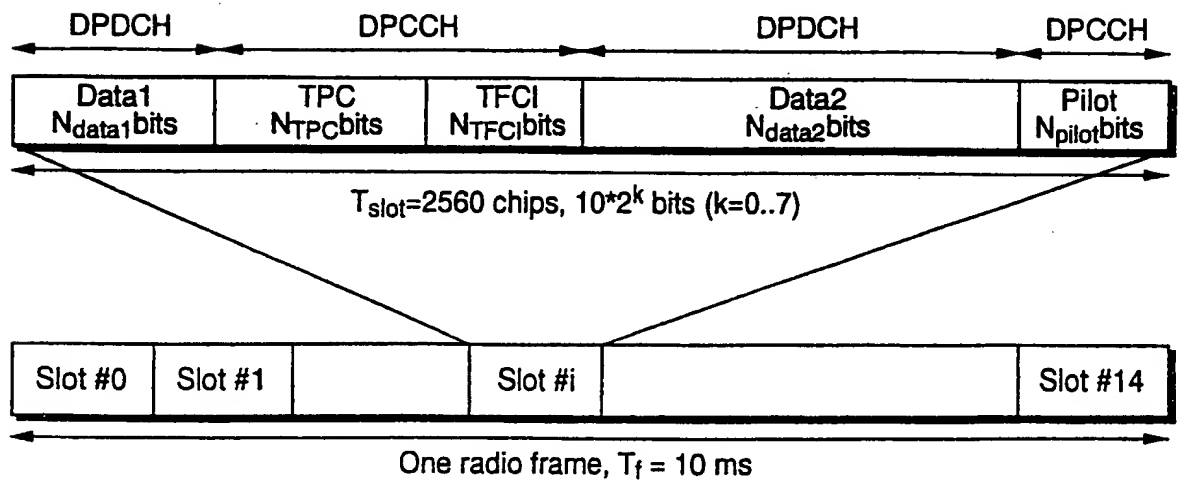 DPDCH DPCCH DPDCH DPCCH
Data1 TPC TFCI Data2 Pilot
Ndata1bits NTPCbits NTFCIbits Ndata2bits Npilotbits
Tslot=2560 chips, 10*2^k bits (k=0..7)
Slot #0 Slot #1 Slot #i Slot #14
One radio frame, Tf = 10 ms